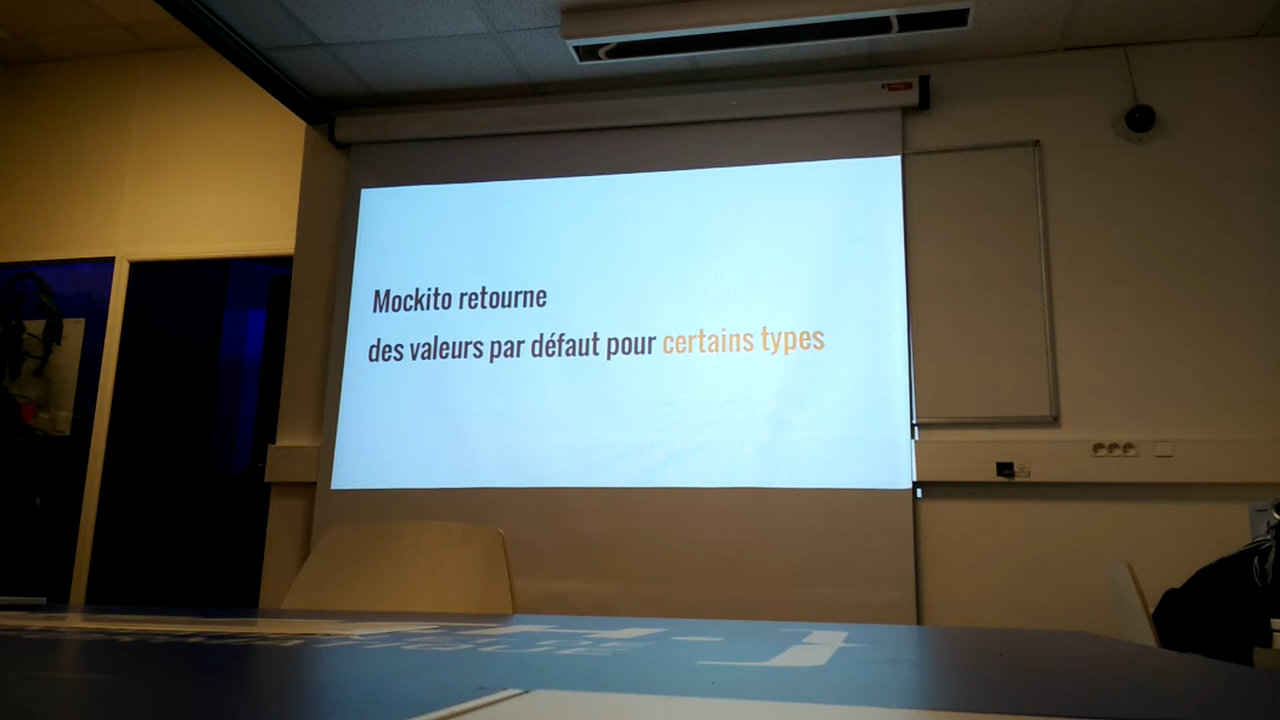 Mockito retourne
des valeurs par défaut pour certains types